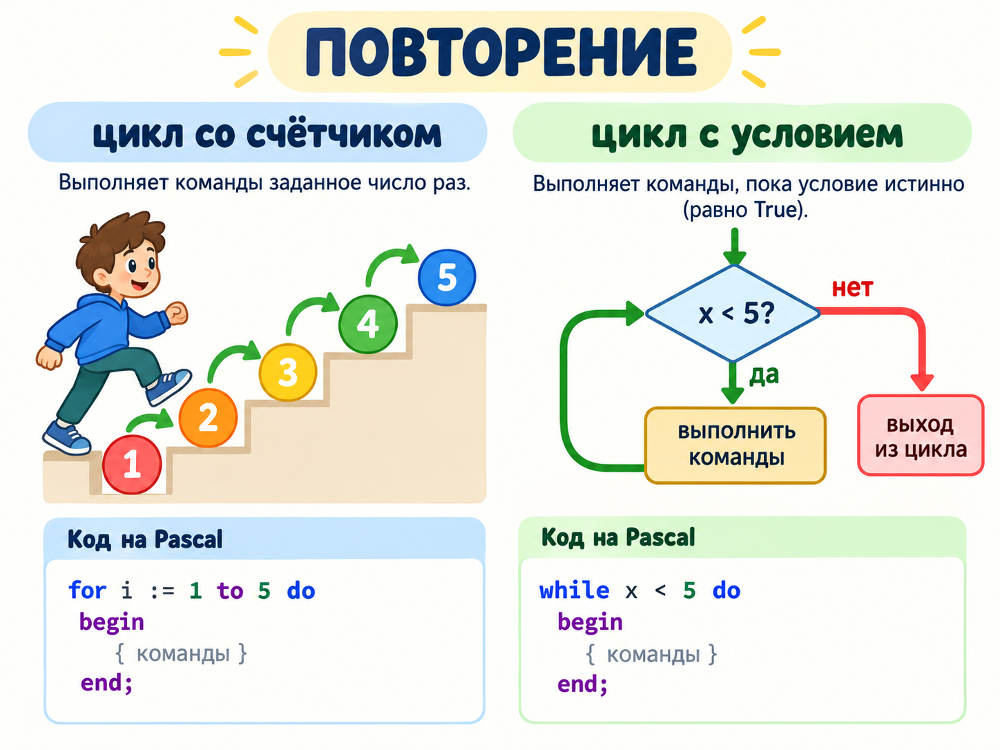 ПОВТОРЕНИЕ
цикл со счётчиком
Выполняет команды заданное число раз.
1
2
3
4
5
Код на Pascal
for i := 1 to 5 do
begin
{ команды }
end;
цикл с условием
Выполняет команды, пока условие истинно
(равно True).
x < 5?
нет
да
выполнить
команды
выход
из цикла
Код на Pascal
while x < 5 do
begin
{ команды }
end;